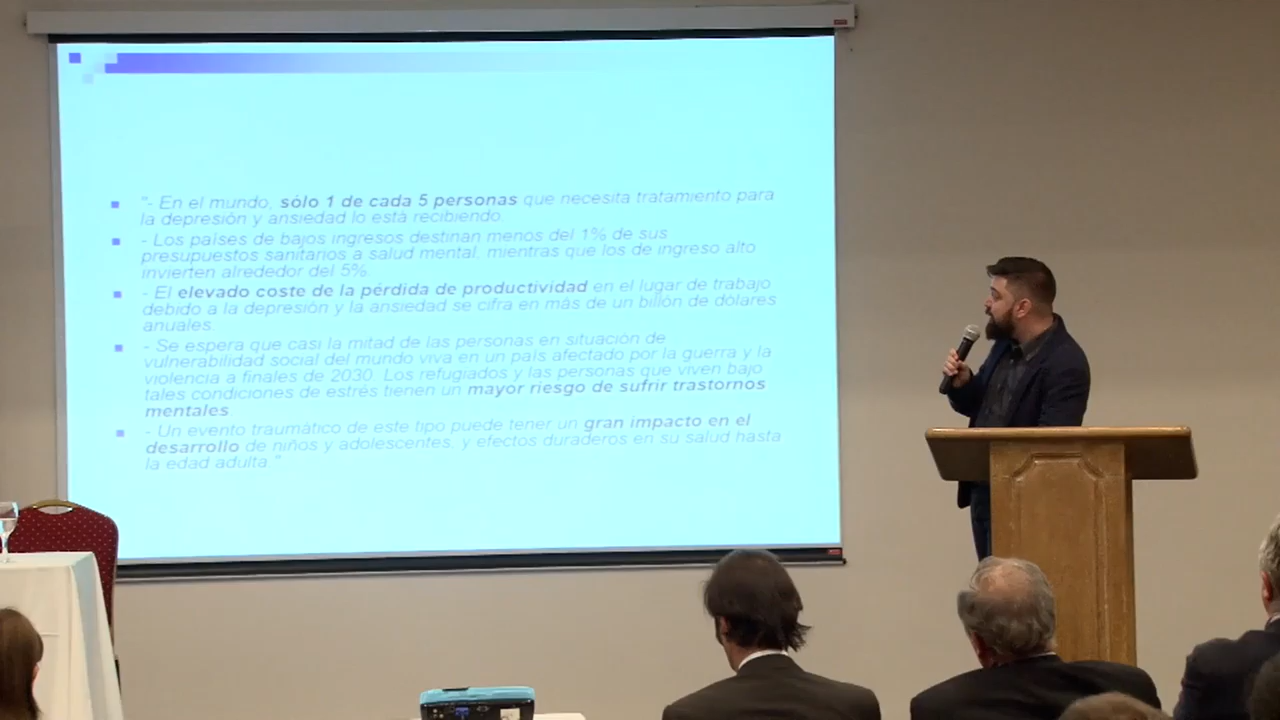 "- En el mundo, sólo 1 de cada 5 personas que necesita tratamiento para
la depresión y ansiedad lo está recibiendo.
- Los países de bajos ingresos destinan menos del 1% de sus
presupuestos sanitarios a salud mental, mientras que los de ingreso alto
invierten alrededor del 5%.
- El elevado coste de la pérdida de productividad en el lugar de trabajo
debido a la depresión y la ansiedad se cifra en más de un billón de dólares
anuales.
- Se espera que casi la mitad de las personas en situación de
vulnerabilidad social del mundo viva en un país afectado por la guerra y la
violencia a finales de 2030. Los refugiados y las personas que viven bajo
tales condiciones de estrés tienen un mayor riesgo de sufrir trastornos
mentales.
- Un evento traumático de este tipo puede tener un gran impacto en el
desarrollo de niños y adolescentes, y efectos duraderos en su salud hasta
la edad adulta."